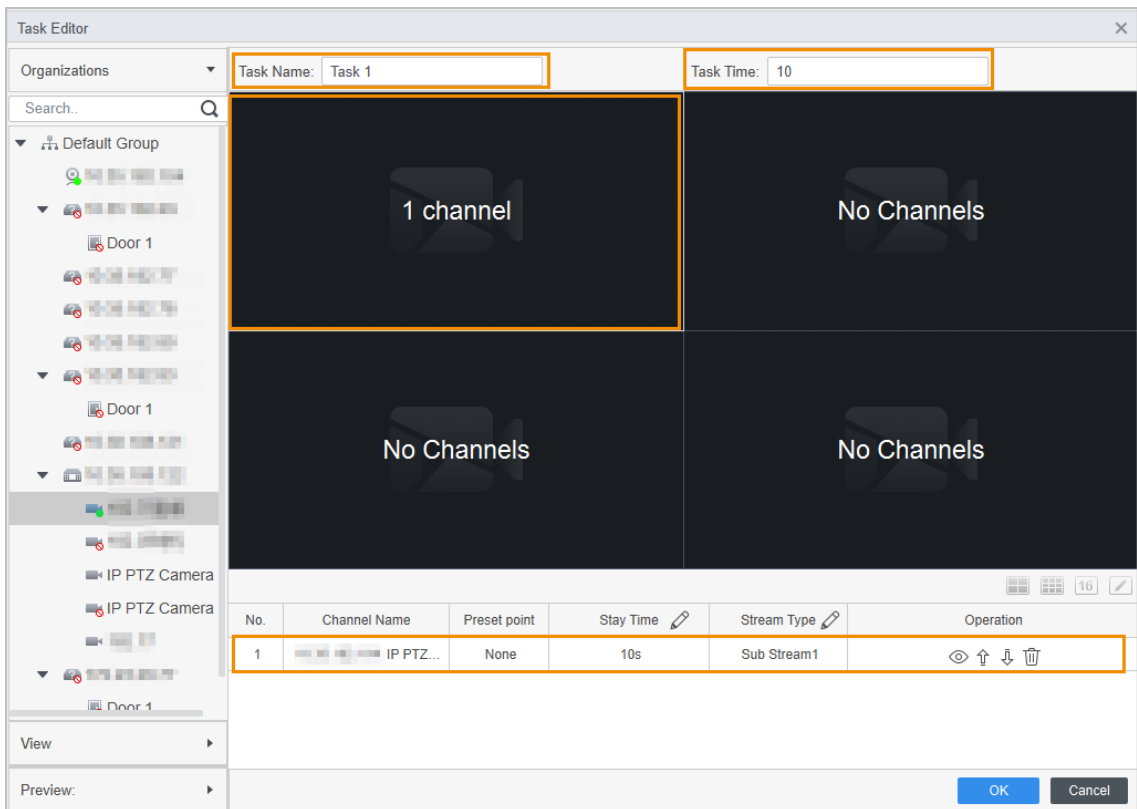 Task Editor
Organizations
Task Name: Task 1
Task Time: 10
Search..
Default Group
Door 1
Door 1
IP PTZ Camera
IP PTZ Camera
Door 1
View
Preview:
1 channel
No Channels
No Channels
No Channels
16
No. Channel Name Preset point Stay Time Stream Type Operation
1 IP PTZ... None 10s Sub Stream1
OK Cancel